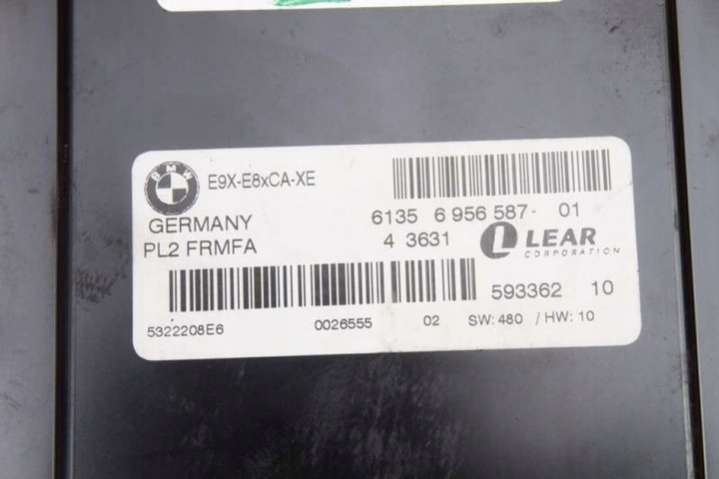 BMW
E9X-E8xCA-XE
GERMANY
6135 6 956 587- 01
PL2 FRMFA
4 3631
L LEAR
CORPORATION
593362 10
5322208E6 0026555 02 SW: 480 / HW: 10